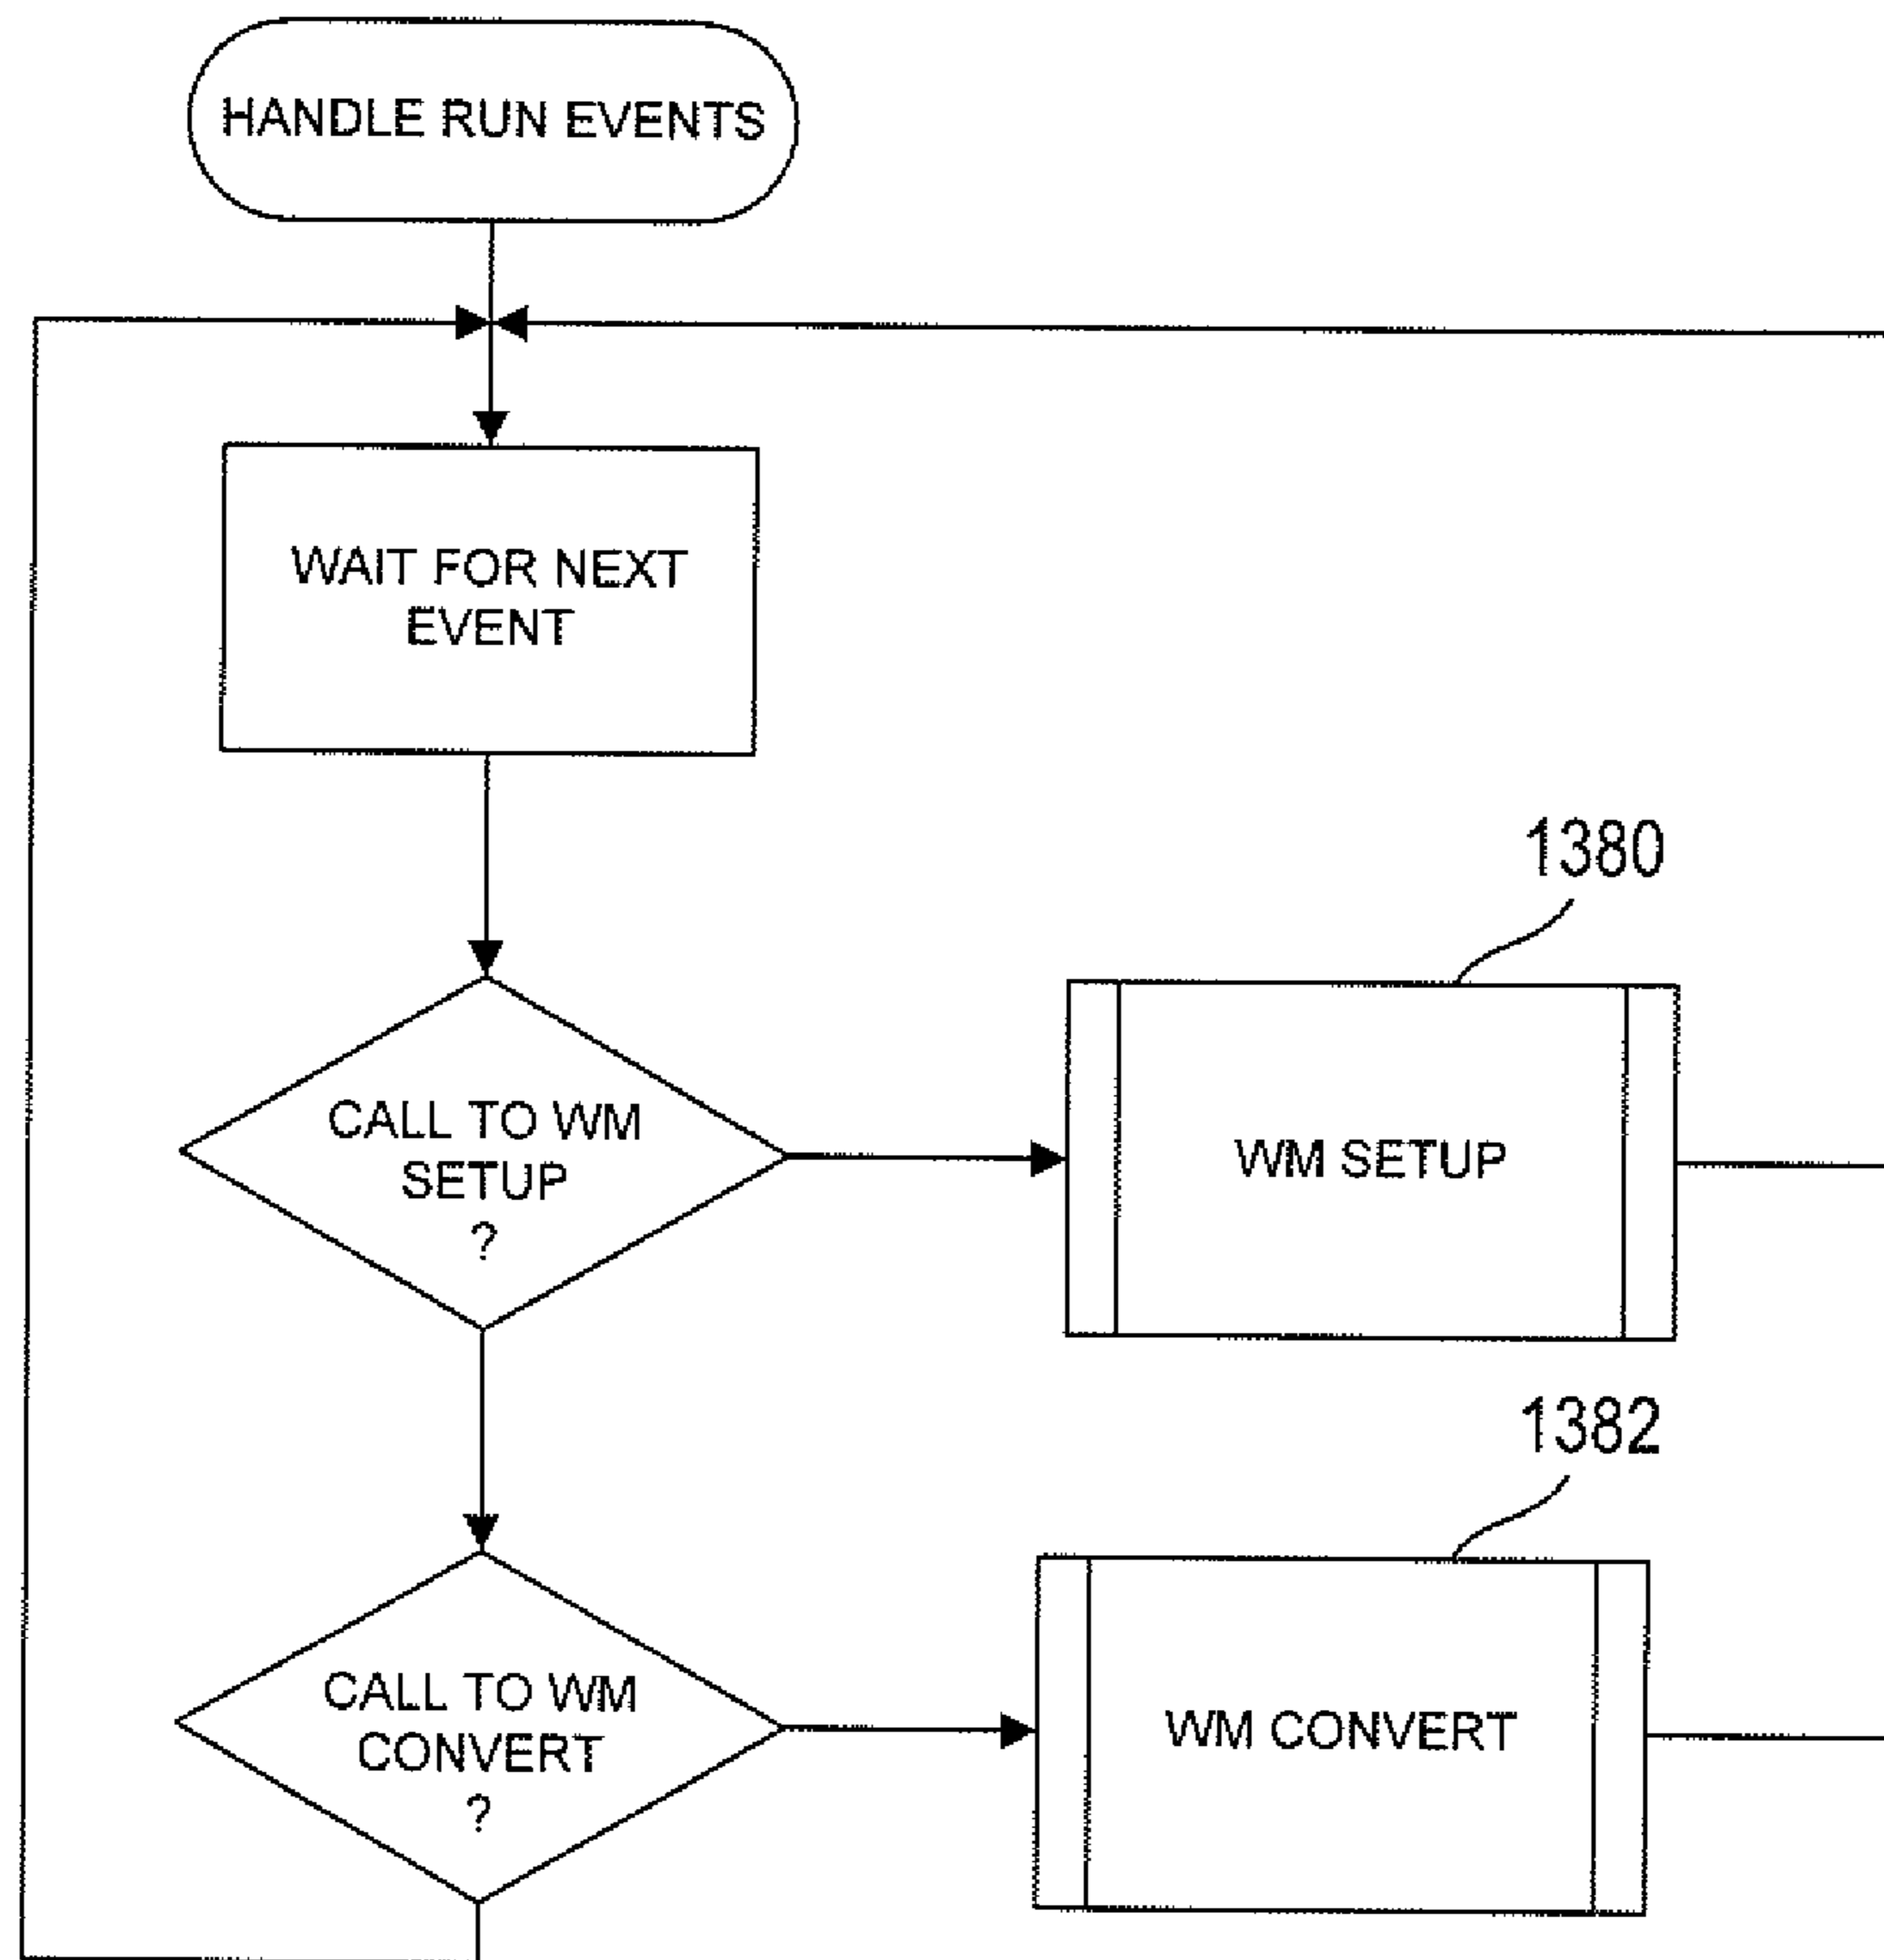 HANDLE RUN EVENTS
WAIT FOR NEXT
EVENT
1380
CALL TO WM
SETUP
?
WM SETUP
1382
CALL TO WM
CONVERT
?
WM CONVERT